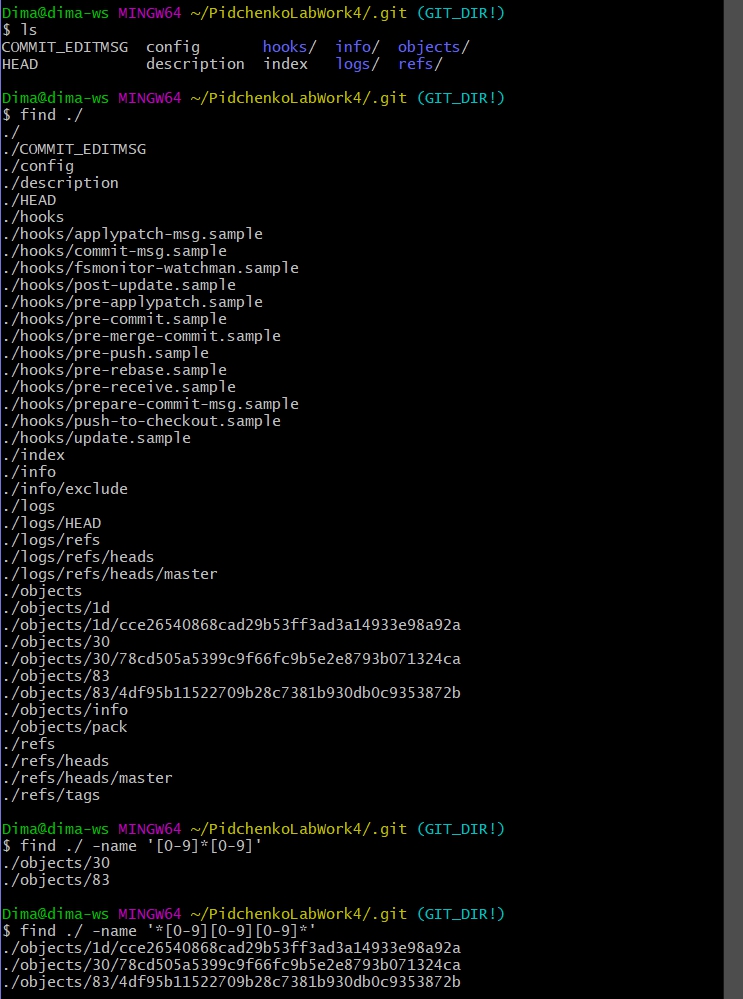 Dima@dima-ws MINGW64 ~/PidchenkoLabWork4/.git (GIT_DIR!)
$ ls
COMMIT_EDITMSG  config       hooks/  info/  objects/
HEAD            description  index   logs/  refs/
Dima@dima-ws MINGW64 ~/PidchenkoLabWork4/.git (GIT_DIR!)
$ find ./
./
./COMMIT_EDITMSG
./config
./description
./HEAD
./hooks
./hooks/applypatch-msg.sample
./hooks/commit-msg.sample
./hooks/fsmonitor-watchman.sample
./hooks/post-update.sample
./hooks/pre-applypatch.sample
./hooks/pre-commit.sample
./hooks/pre-merge-commit.sample
./hooks/pre-push.sample
./hooks/pre-rebase.sample
./hooks/pre-receive.sample
./hooks/prepare-commit-msg.sample
./hooks/push-to-checkout.sample
./hooks/update.sample
./index
./info
./info/exclude
./logs
./logs/HEAD
./logs/refs
./logs/refs/heads
./logs/refs/heads/master
./objects
./objects/1d
./objects/1d/cce26540868cad29b53ff3ad3a14933e98a92a
./objects/30
./objects/30/78cd505a5399c9f66fc9b5e2e8793b071324ca
./objects/83
./objects/83/4df95b11522709b28c7381b930db0c9353872b
./objects/info
./objects/pack
./refs
./refs/heads
./refs/heads/master
./refs/tags
Dima@dima-ws MINGW64 ~/PidchenkoLabWork4/.git (GIT_DIR!)
$ find ./ -name '[0-9]*[0-9]'
./objects/30
./objects/83
Dima@dima-ws MINGW64 ~/PidchenkoLabWork4/.git (GIT_DIR!)
$ find ./ -name '*[0-9][0-9][0-9]*'
./objects/1d/cce26540868cad29b53ff3ad3a14933e98a92a
./objects/30/78cd505a5399c9f66fc9b5e2e8793b071324ca
./objects/83/4df95b11522709b28c7381b930db0c9353872b